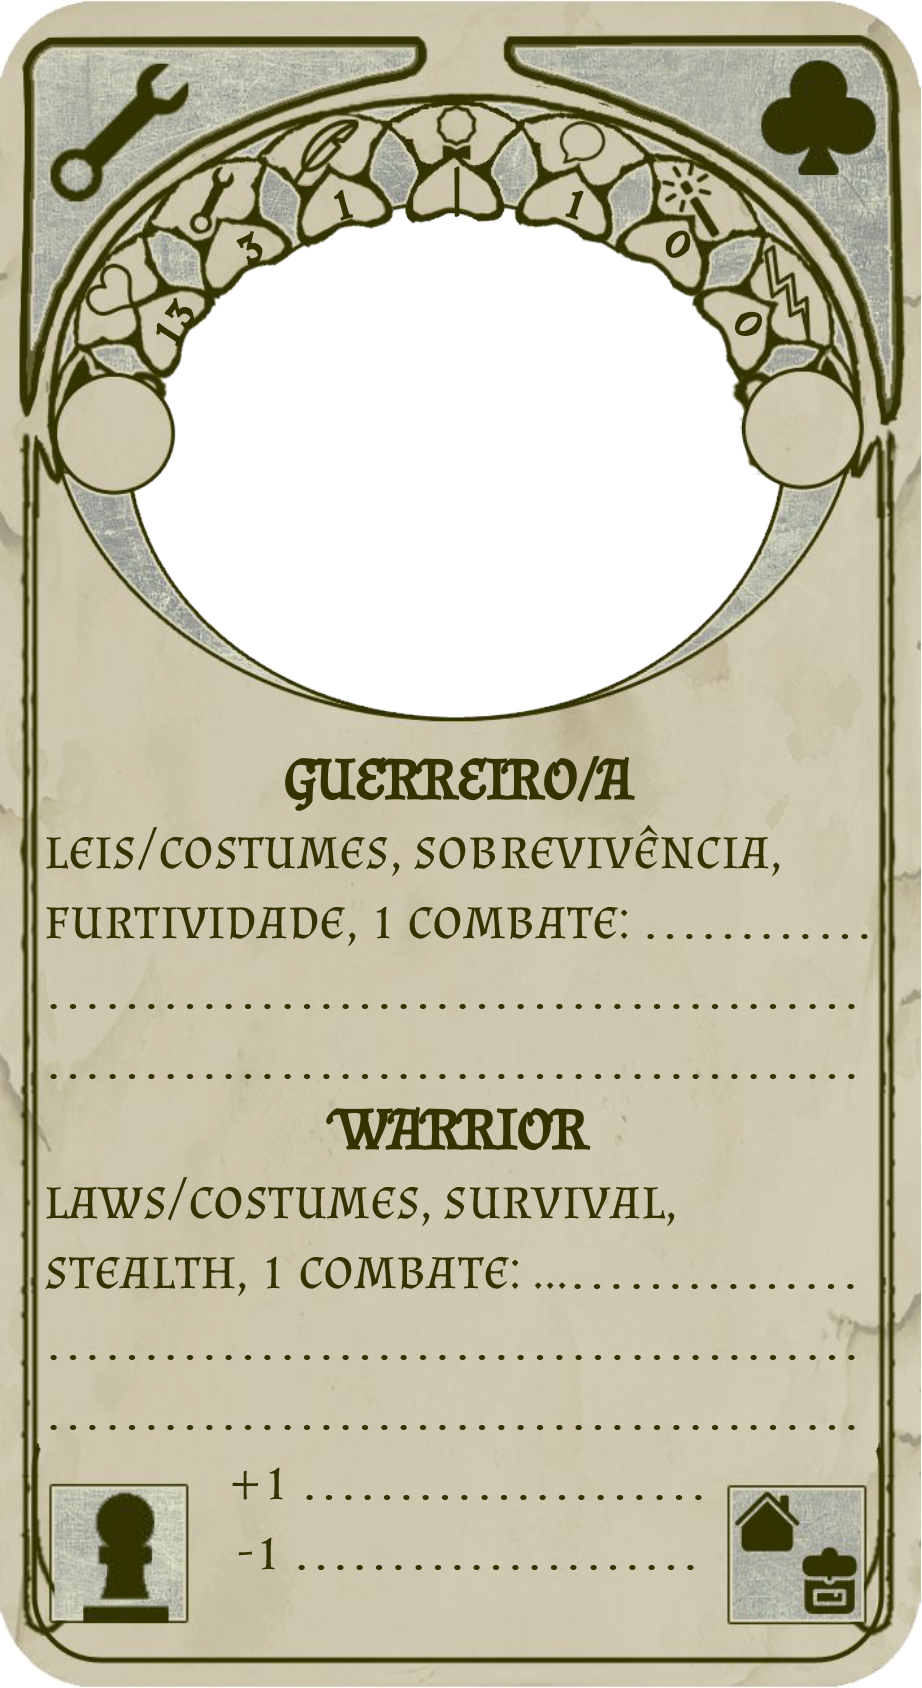 13
3
1
|
1
0
0
GUERREIRO/A
LEIS/COSTUMES, SOBREVIVÊNCIA,
FURTIVIDADE, 1 COMBATE: ............
..........................................
..........................................
WARRIOR
LAWS/COSTUMES, SURVIVAL,
STEALTH, 1 COMBATE: ..................
..........................................
..........................................
+1 .....................
-1 .....................